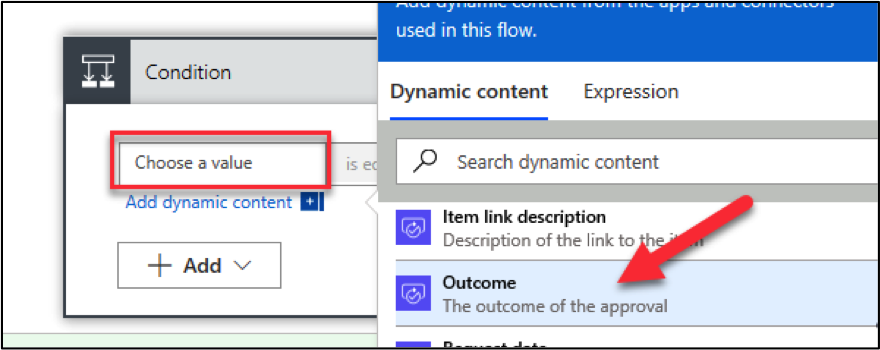 Add dynamic content from the apps and connectors
used in this flow.
Condition
Dynamic content Expression
Choose a value
is eq
Search dynamic content
Add dynamic content
Item link description
Description of the link to the item
Add
Outcome
The outcome of the approval
Request date